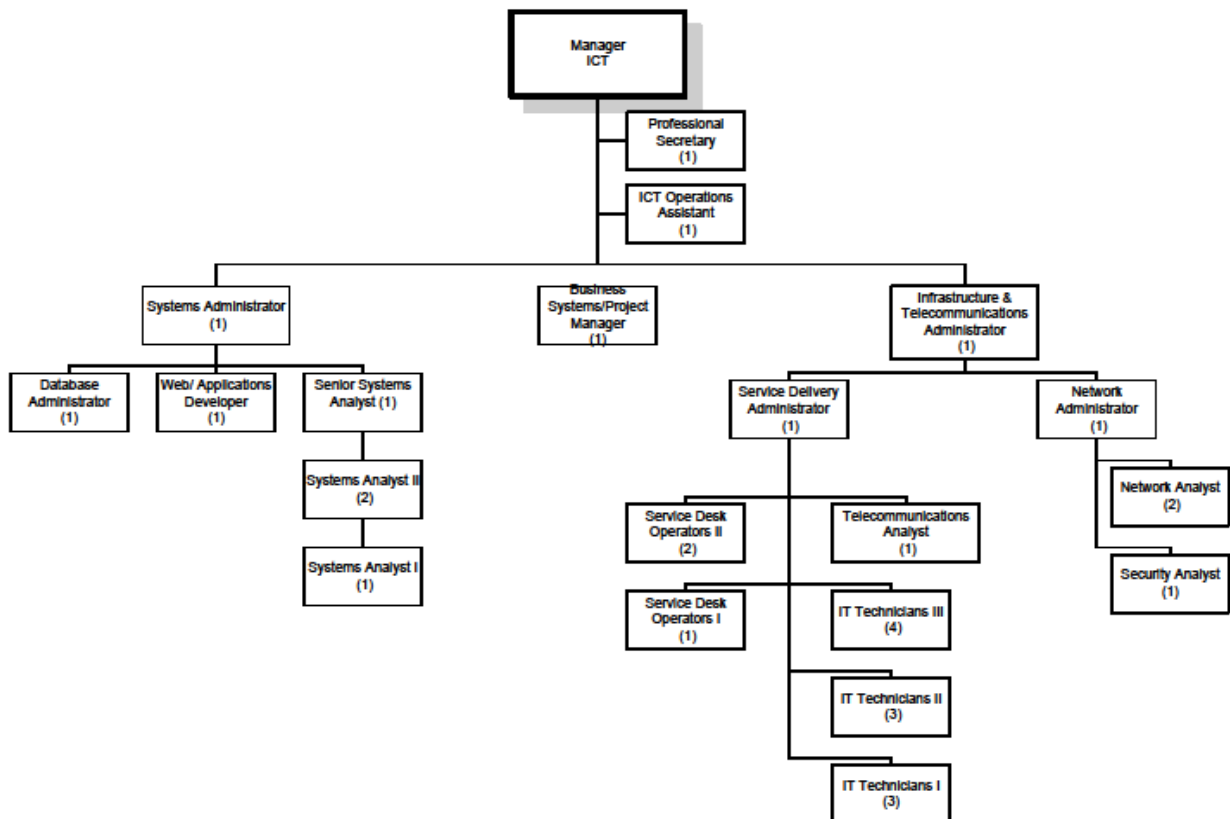 Manager
ICT
Professional
Secretary
(1)
ICT Operations
Assistant
(1)
Systems Administrator
(1)
Business
Systems/Project
Manager
(1)
Infrastructure &
Telecommunications
Administrator
(1)
Database
Administrator
(1)
Web/ Applications
Developer
(1)
Senior Systems
Analyst (1)
Service Delivery
Administrator
(1)
Network
Administrator
(1)
Systems Analyst II
(2)
Network Analyst
(2)
Service Desk
Operators II
(2)
Telecommunications
Analyst
(1)
Systems Analyst I
(1)
Security Analyst
(1)
Service Desk
Operators I
(1)
IT Technicians III
(4)
IT Technicians II
(3)
IT Technicians I
(3)